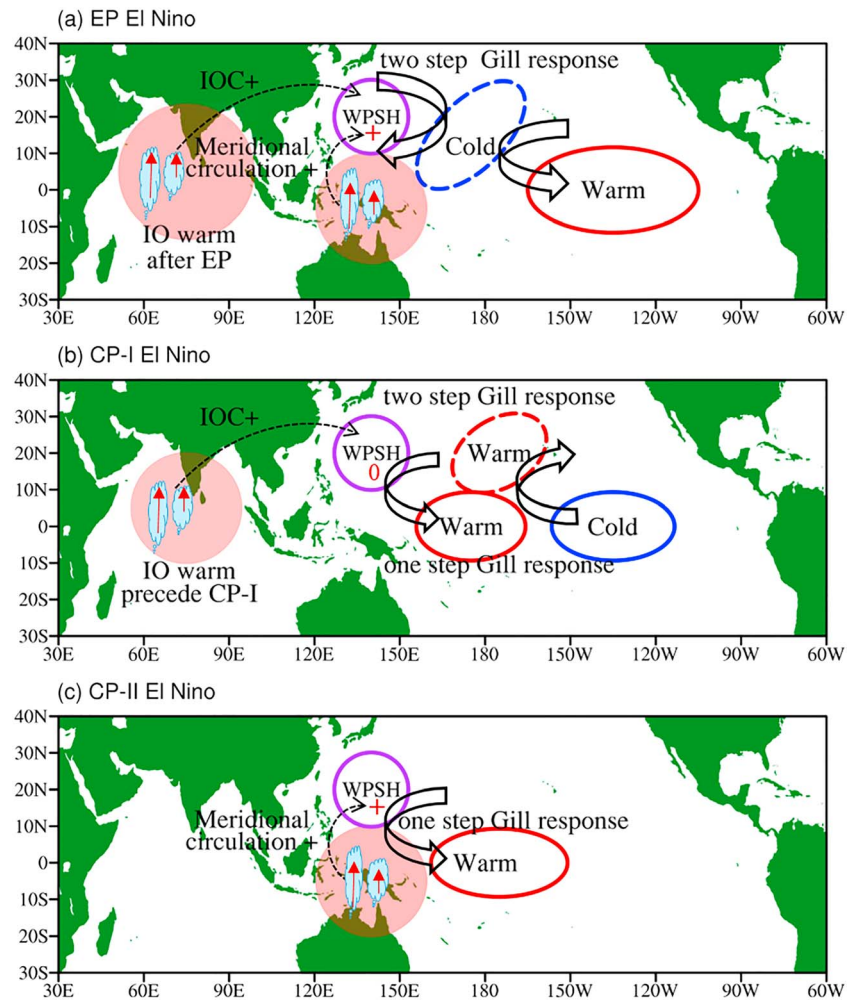 (a) EP El Nino
40N
30N
20N
10N
0
10S
20S
30S
two step Gill response
IOC+
WPSH
+
Meridional
circulation +
Cold
Warm
IO warm
after EP
30E 60E 90E 120E 150E 180E 150W 120W 90W 60W
(b) CP-I El Nino
40N
30N
20N
10N
0
10S
20S
30S
two step Gill response
IOC+
WPSH
0
Warm
Warm
Cold
one step Gill response
IO warm
precede CP-I
30E 60E 90E 120E 150E 180E 150W 120W 90W 60W
(c) CP-II El Nino
40N
30N
20N
10N
0
10S
20S
30S
WPSH
+
Meridional
circulation +
one step Gill response
Warm
30E 60E 90E 120E 150E 180E 150W 120W 90W 60W